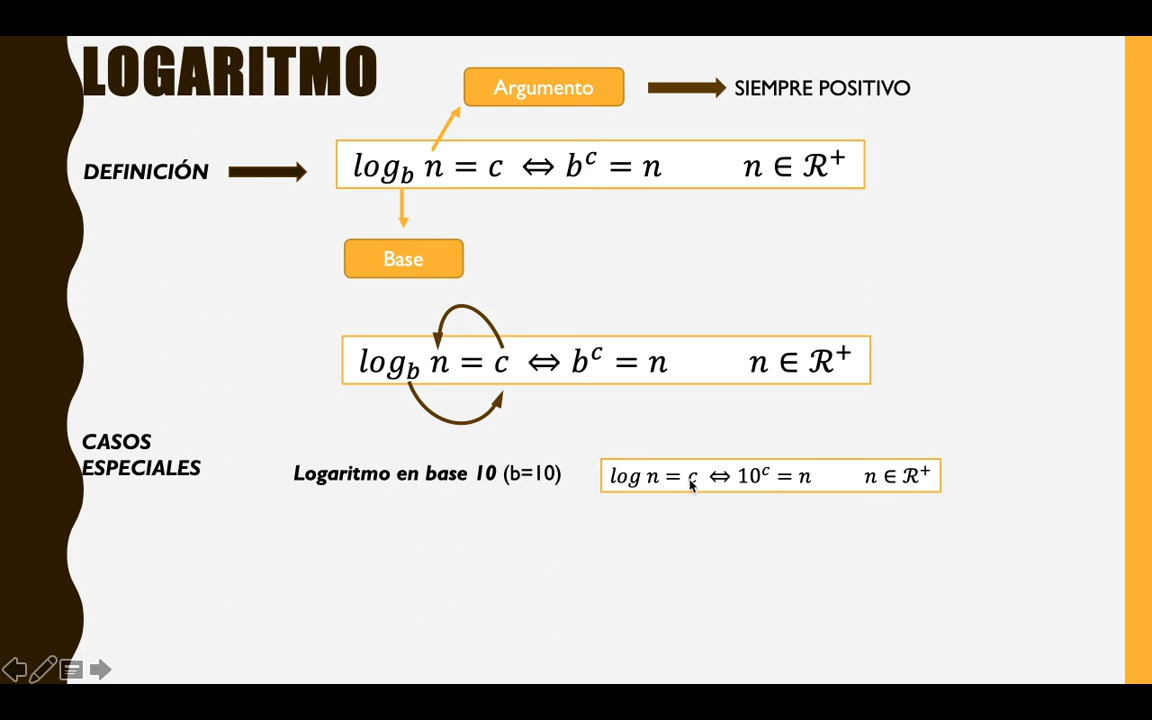 LOGARITMO
Argumento
SIEMPRE POSITIVO
DEFINICIÓN
log_b n = c ⇔ b^c = n n ∈ ℛ⁺
Base
log_b n = c ⇔ b^c = n n ∈ ℛ⁺
CASOS
ESPECIALES
Logaritmo en base 10 (b=10)
log n = c ⇔ 10^c = n n ∈ ℛ⁺